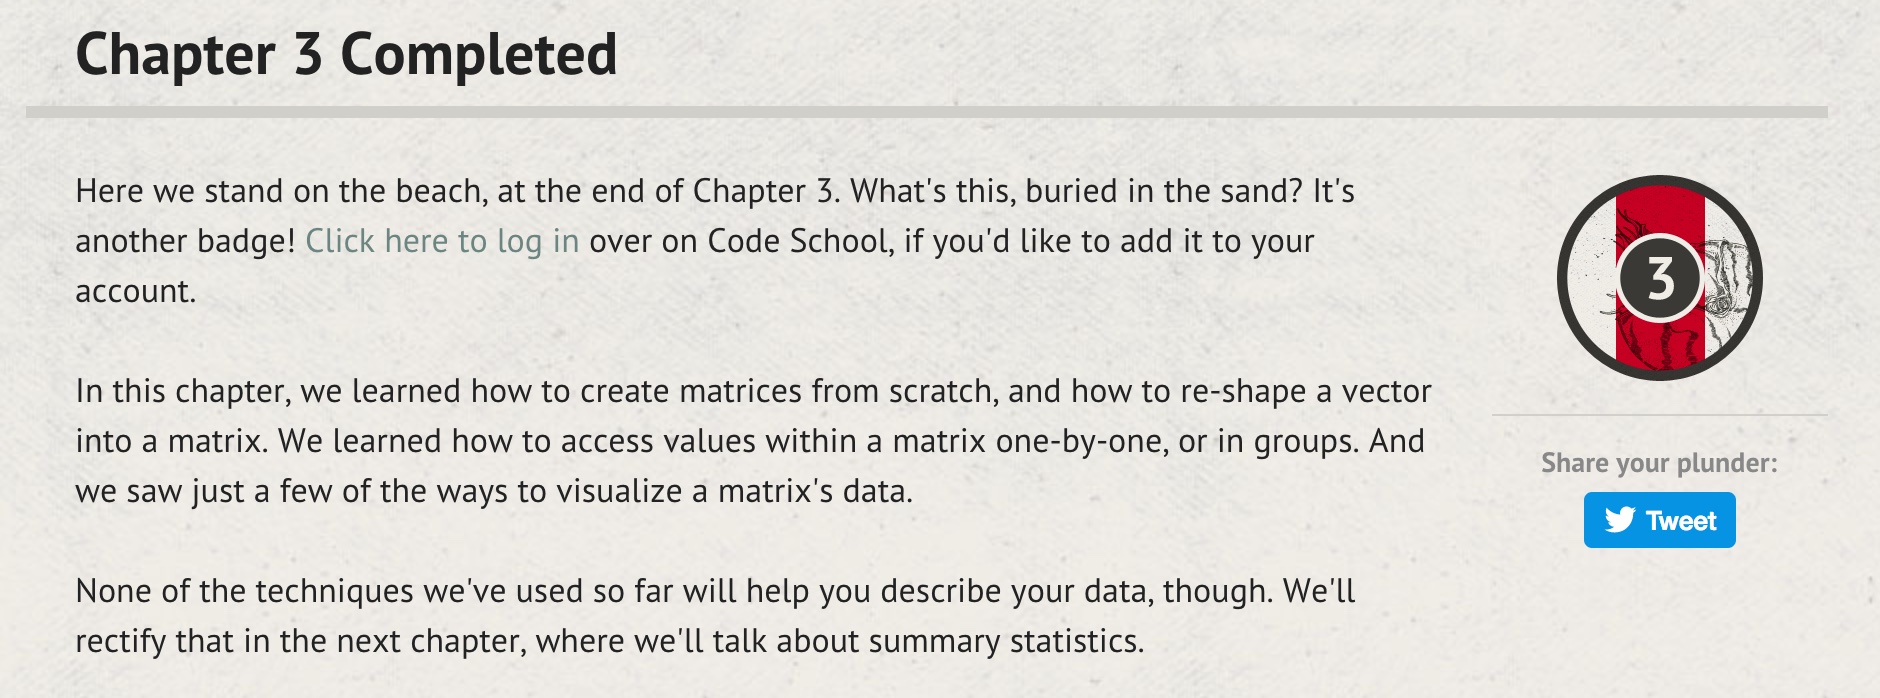 Chapter 3 Completed
Here we stand on the beach, at the end of Chapter 3. What's this, buried in the sand? It's
another badge! Click here to log in over on Code School, if you'd like to add it to your
account.
In this chapter, we learned how to create matrices from scratch, and how to re-shape a vector
into a matrix. We learned how to access values within a matrix one-by-one, or in groups. And
we saw just a few of the ways to visualize a matrix's data.
None of the techniques we've used so far will help you describe your data, though. We'll
rectify that in the next chapter, where we'll talk about summary statistics.
3
Share your plunder:
Tweet